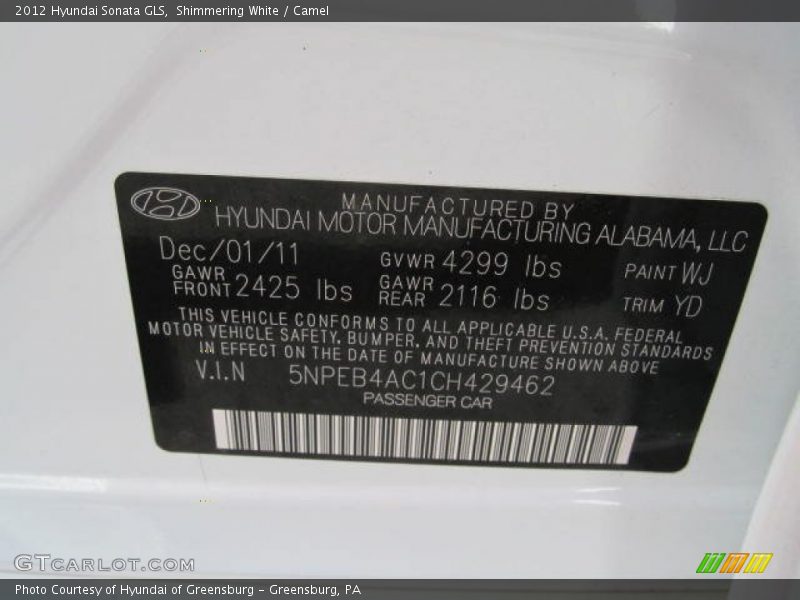 2012 Hyundai Sonata GLS, Shimmering White / Camel
MANUFACTURED BY
HYUNDAI MOTOR MANUFACTURING ALABAMA, LLC
Dec/01/11 GVWR 4299 lbs PAINT WJ
GAWR FRONT 2425 lbs GAWR REAR 2116 lbs TRIM YD
THIS VEHICLE CONFORMS TO ALL APPLICABLE U.S.A. FEDERAL
MOTOR VEHICLE SAFETY, BUMPER, AND THEFT PREVENTION STANDARDS
IN EFFECT ON THE DATE OF MANUFACTURE SHOWN ABOVE
V.I.N 5NPEB4AC1CH429462
PASSENGER CAR
GTCARLOT.COM
Photo Courtesy of Hyundai of Greensburg - Greensburg, PA